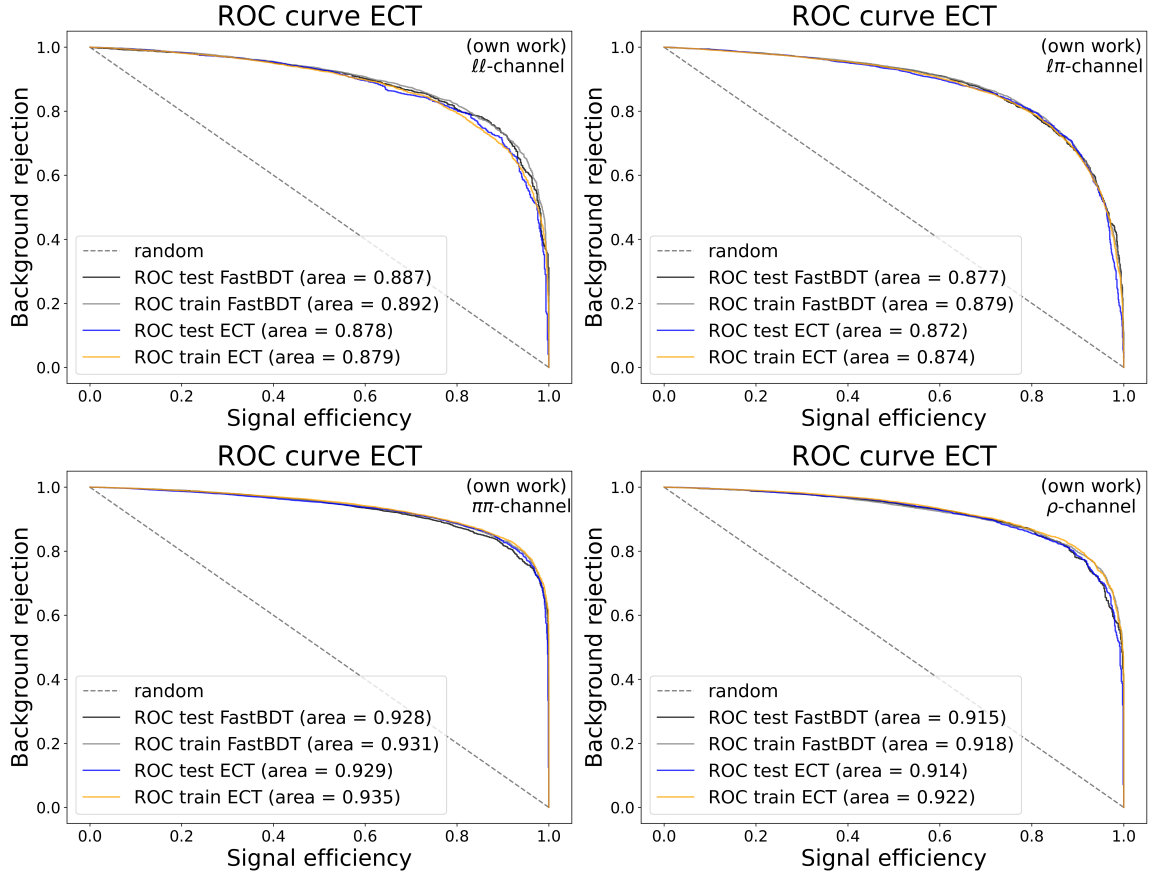 ROC curve ECT
(own work)
ℓℓ-channel
Background rejection
1.0
0.8
0.6
0.4
0.2
0.0
random
ROC test FastBDT (area = 0.887)
ROC train FastBDT (area = 0.892)
ROC test ECT (area = 0.878)
ROC train ECT (area = 0.879)
0.0 0.2 0.4 0.6 0.8 1.0
Signal efficiency
ROC curve ECT
(own work)
ℓπ-channel
Background rejection
1.0
0.8
0.6
0.4
0.2
0.0
random
ROC test FastBDT (area = 0.877)
ROC train FastBDT (area = 0.879)
ROC test ECT (area = 0.872)
ROC train ECT (area = 0.874)
0.0 0.2 0.4 0.6 0.8 1.0
Signal efficiency
ROC curve ECT
(own work)
ππ-channel
Background rejection
1.0
0.8
0.6
0.4
0.2
0.0
random
ROC test FastBDT (area = 0.928)
ROC train FastBDT (area = 0.931)
ROC test ECT (area = 0.929)
ROC train ECT (area = 0.935)
0.0 0.2 0.4 0.6 0.8 1.0
Signal efficiency
ROC curve ECT
(own work)
ρ-channel
Background rejection
1.0
0.8
0.6
0.4
0.2
0.0
random
ROC test FastBDT (area = 0.915)
ROC train FastBDT (area = 0.918)
ROC test ECT (area = 0.914)
ROC train ECT (area = 0.922)
0.0 0.2 0.4 0.6 0.8 1.0
Signal efficiency